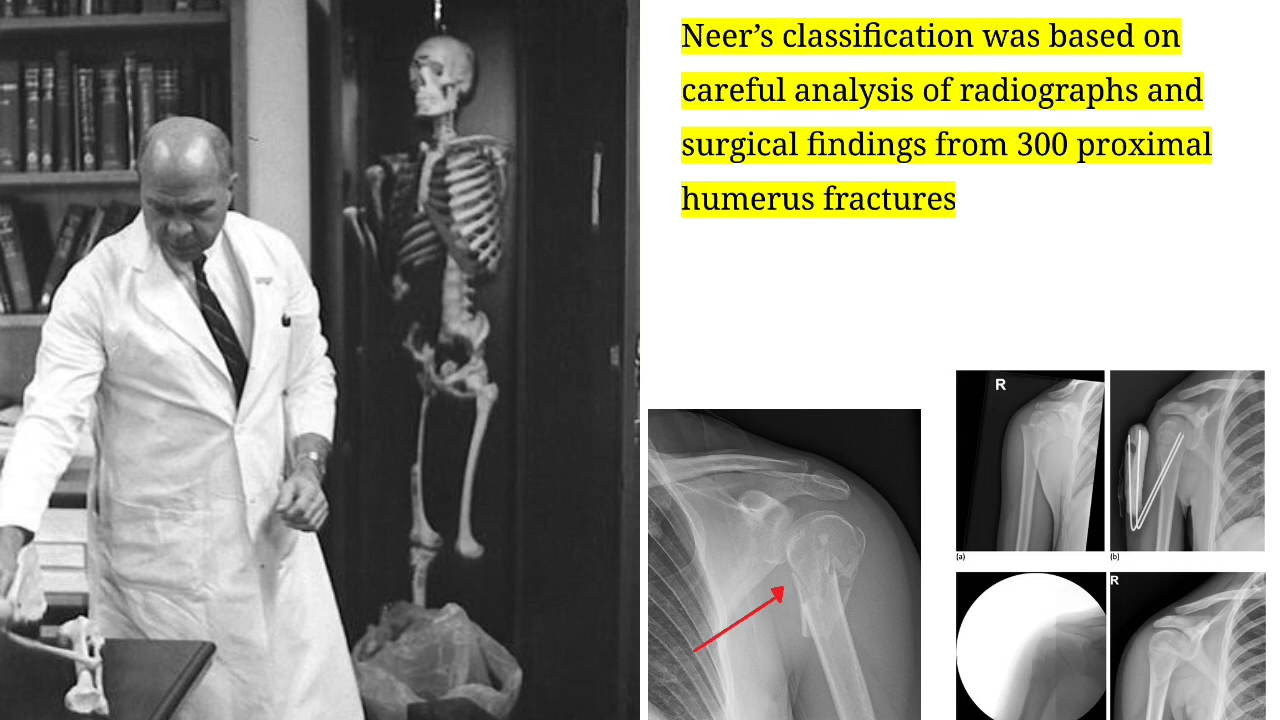 Neer’s classification was based on
careful analysis of radiographs and
surgical findings from 300 proximal
humerus fractures
R
(a)
(b)
R